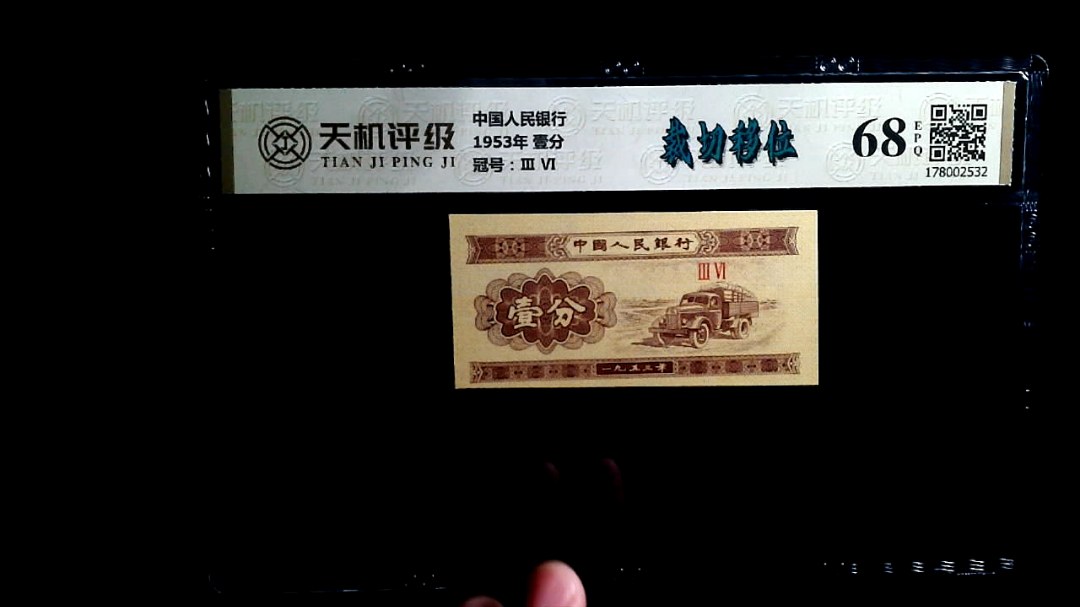 天机评级
TIAN JI PING JI
中国人民银行
1953年 壹分
冠号：Ⅲ Ⅵ
裁切移位
68
EPQ
178002532
中國人民銀行
Ⅲ Ⅵ
壹分
一九五三年